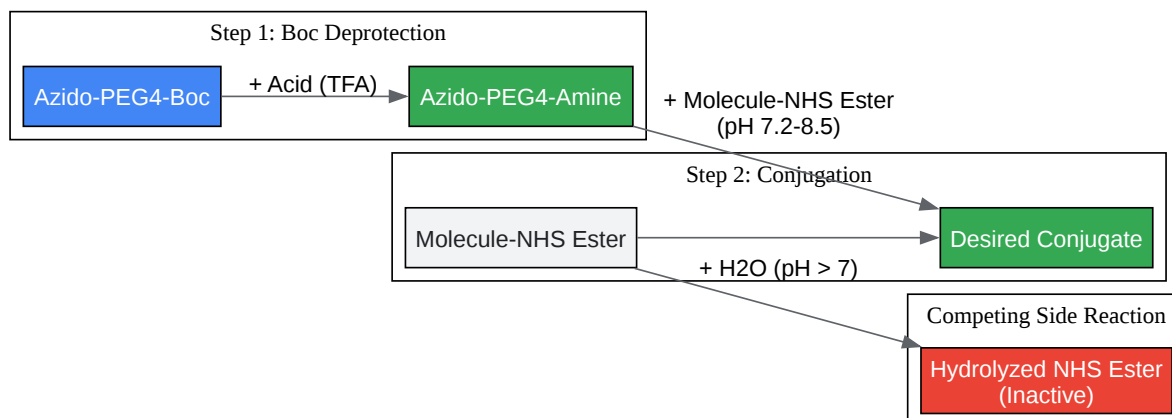 Step 1: Boc Deprotection
Azido-PEG4-Boc
+ Acid (TFA)
Azido-PEG4-Amine
+ Molecule-NHS Ester
(pH 7.2-8.5)
Step 2: Conjugation
Molecule-NHS Ester
Desired Conjugate
+ H2O (pH > 7)
Competing Side Reaction
Hydrolyzed NHS Ester
(Inactive)